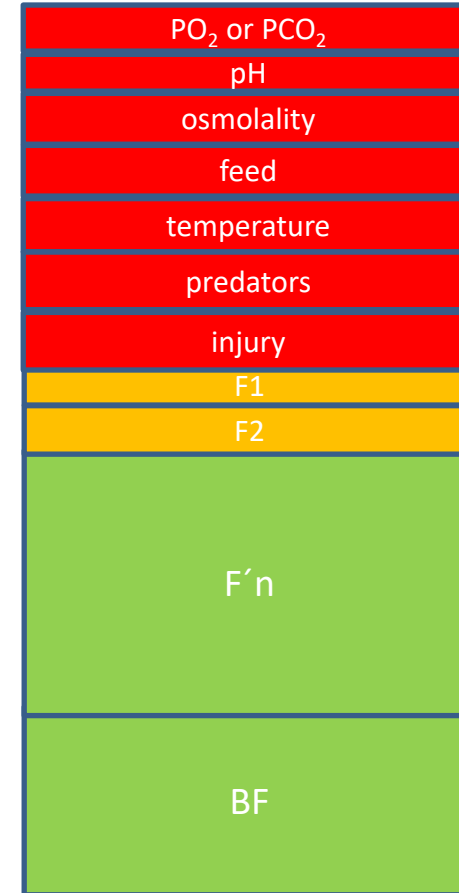 PO₂ or PCO₂
pH
osmolality
feed
temperature
predators
injury
F1
F2
F´n
BF